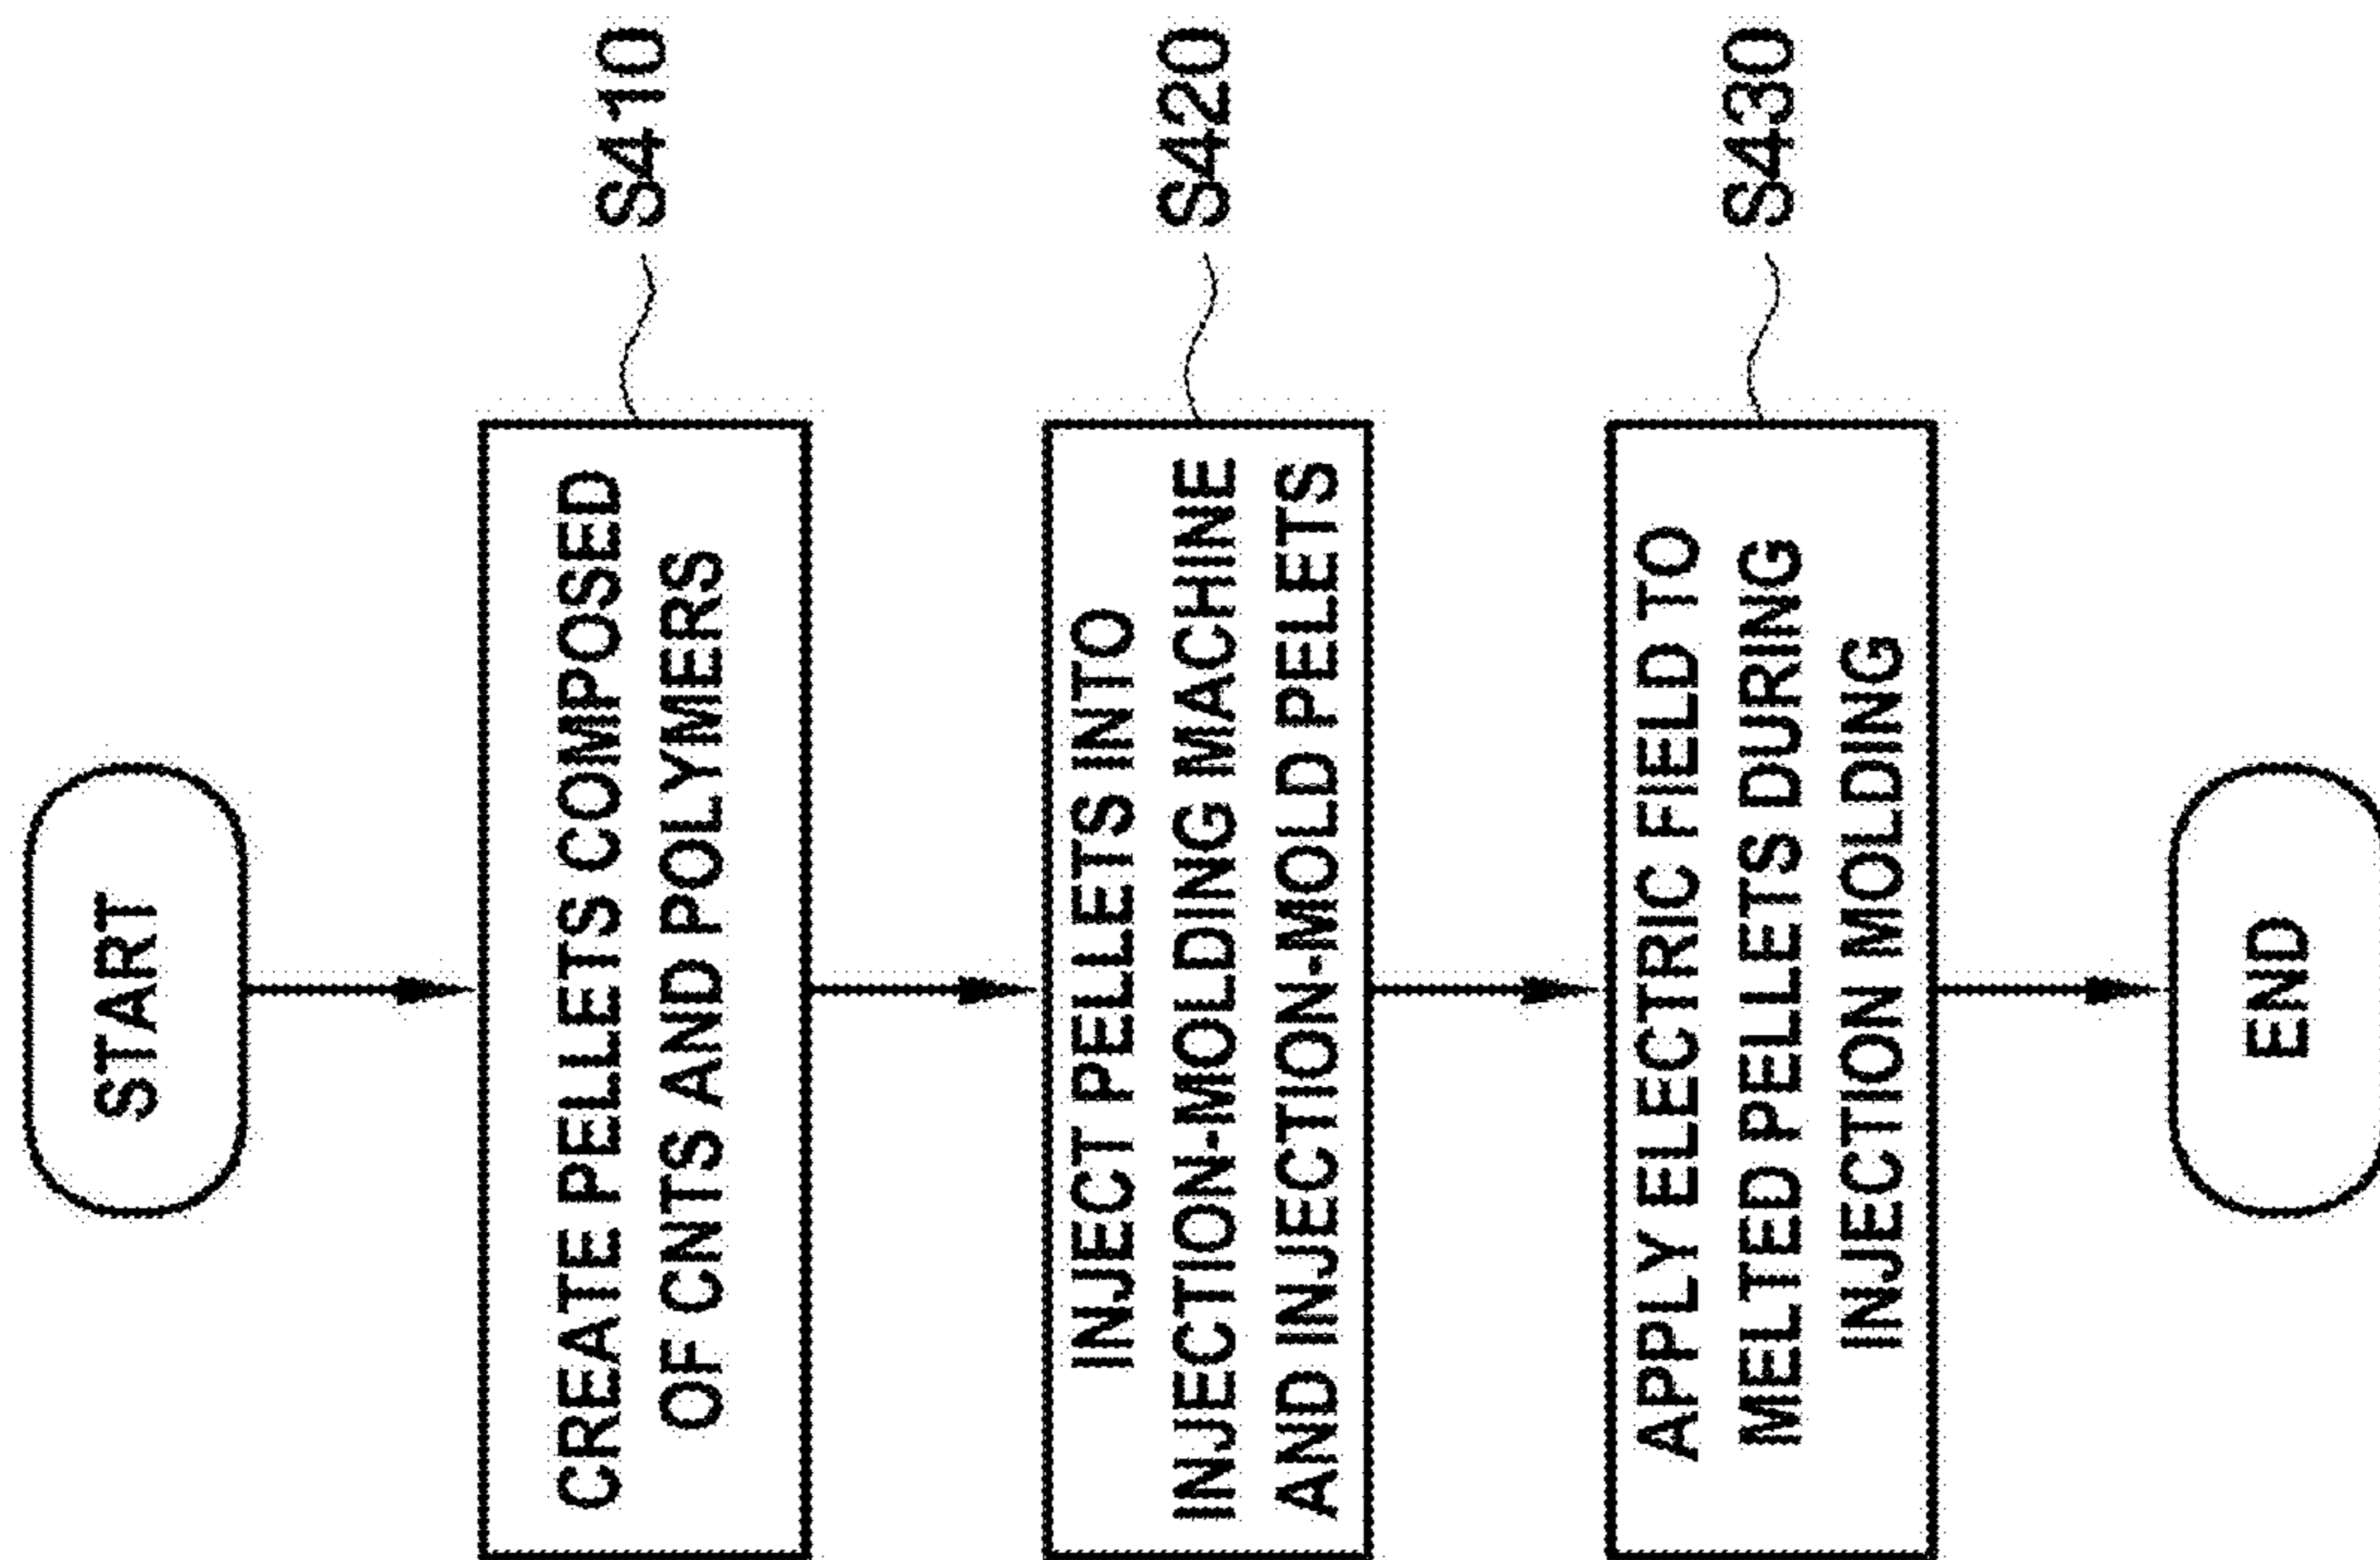 START
CREATE PELLETS COMPOSED
OF CNTS AND POLYMERS
S410
INJECT PELLETS INTO
INJECTION-MOLDING MACHINE
AND INJECTION-MOLD PELETS
S420
APPLY ELECTRIC FIELD TO
MELTED PELLETS DURING
INJECTION MOLDING
S430
END